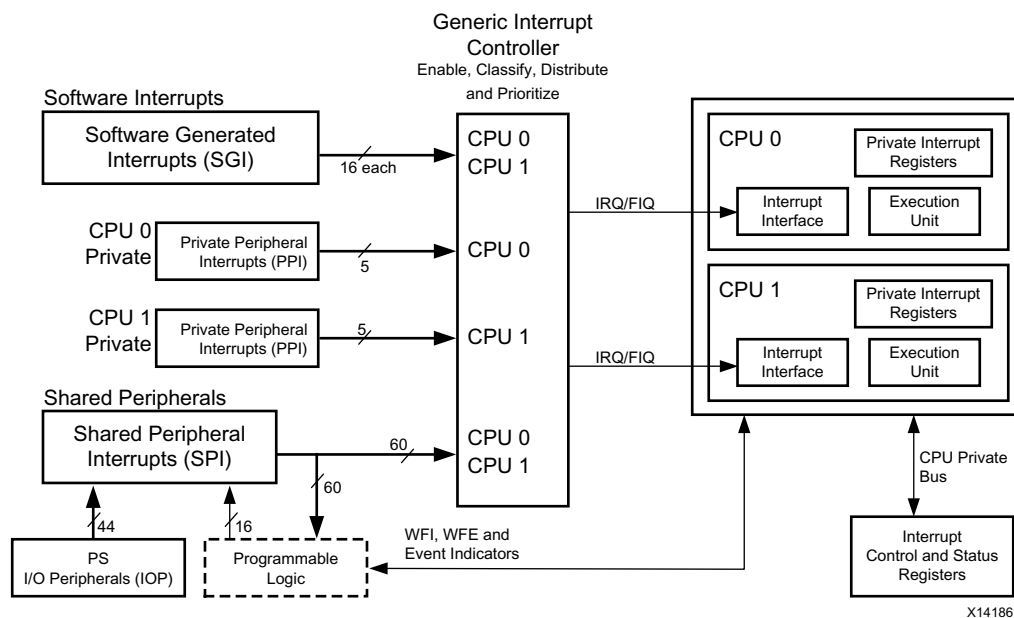 Generic Interrupt
Controller
Enable, Classify, Distribute
and Prioritize
Software Interrupts
Software Generated
Interrupts (SGI)
16 each
CPU 0
CPU 1
CPU 0
Private
Private Peripheral
Interrupts (PPI)
5
CPU 0
CPU 1
Private
Private Peripheral
Interrupts (PPI)
5
CPU 1
Shared Peripherals
Shared Peripheral
Interrupts (SPI)
60
CPU 0
CPU 1
60
44
16
PS
I/O Peripherals (IOP)
Programmable
Logic
WFI, WFE and
Event Indicators
IRQ/FIQ
CPU 0
Private Interrupt
Registers
Interrupt
Interface
Execution
Unit
IRQ/FIQ
CPU 1
Private Interrupt
Registers
Interrupt
Interface
Execution
Unit
CPU Private
Bus
Interrupt
Control and Status
Registers
X14186